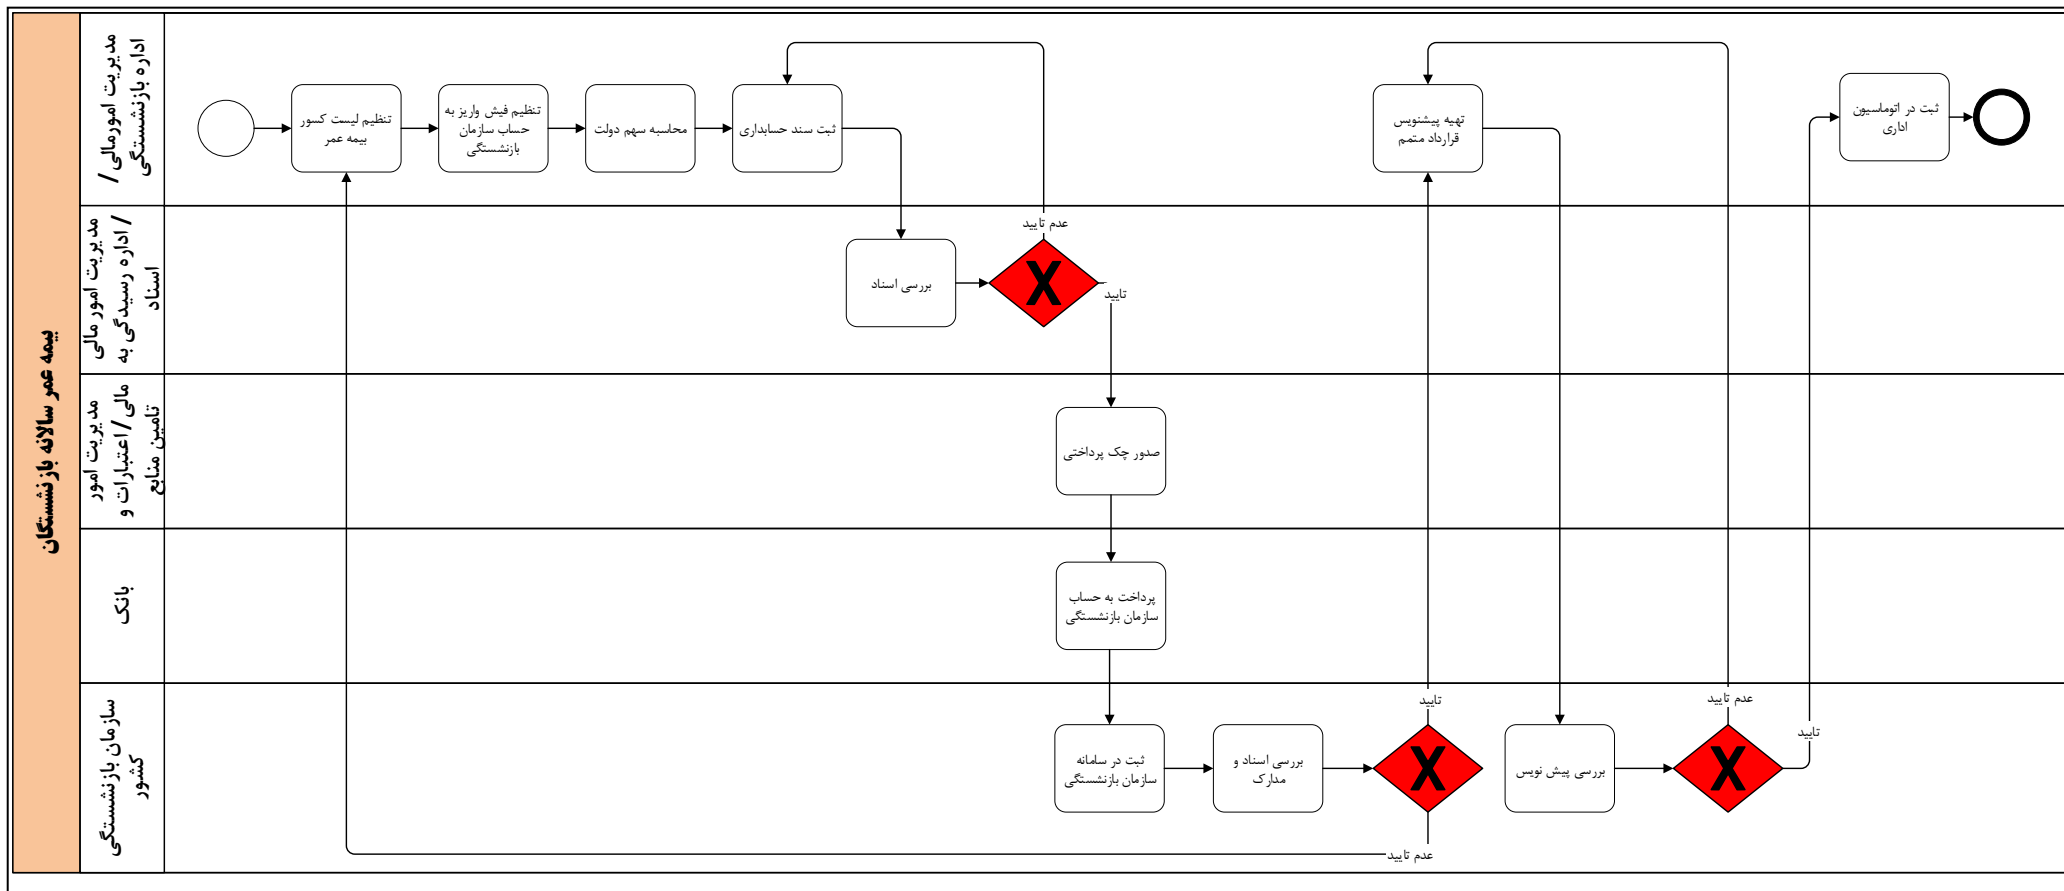 بیمه عمر سالانه بازنشستگان
مدیریت امورمالی /
اداره بازنشستگی
تنظیم لیست کسور
بیمه عمر
تنظیم فیش واریز به
حساب سازمان
بازنشستگی
محاسبه سهم دولت
ثبت سند حسابداری
تهیه پیشنویس
قرارداد متمم
ثبت در اتوماسیون
اداری
مدیریت امور مالی
/ اداره رسیدگی به
اسناد
بررسی اسناد
X
عدم تایید
تایید
مدیریت امور
مالی/اعتبارات و
تامین منابع
صدور چک پرداختی
بانک
پرداخت به حساب
سازمان بازنشستگی
سازمان بازنشستگی
کشور
ثبت در سامانه
سازمان بازنشستگی
بررسی اسناد و
مدارک
X
تایید
عدم تایید
بررسی پیش نویس
X
عدم تایید
تایید